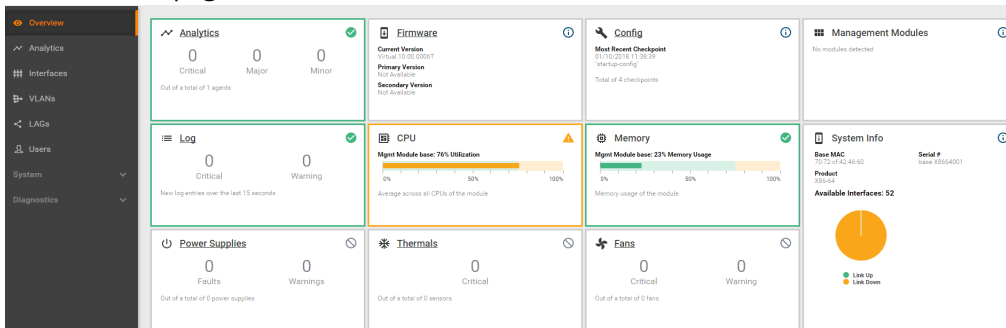 Overview
Analytics
Interfaces
VLANs
LAGs
Users
System
Diagnostics
Analytics
0 0 0
Critical Major Minor
Out of a total of 1 agents
Firmware
Current Version
Virtual.10.00.0006T
Primary Version
Not Available
Secondary Version
Not Available
Config
Most Recent Checkpoint
01/10/2018 11:38:39
'startup-config'
Total of 4 checkpoints
Management Modules
No modules detected
Log
0 0
Critical Warning
New log entries over the last 15 seconds
CPU
Mgmt Module base: 76% Utilization
0% 50% 100%
Average across all CPUs of the module
Memory
Mgmt Module base: 23% Memory Usage
0% 50% 100%
Memory usage of the module
System Info
Base MAC Serial #
70:72:cf:42:46:60 base X8664001
Product
X86-64
Available Interfaces: 52
Link Up
Link Down
Power Supplies
0 0
Faults Warnings
Out of a total of 0 power supplies
Thermals
0
Critical
Out of a total of 0 sensors
Fans
0 0
Critical Warning
Out of a total of 0 fans